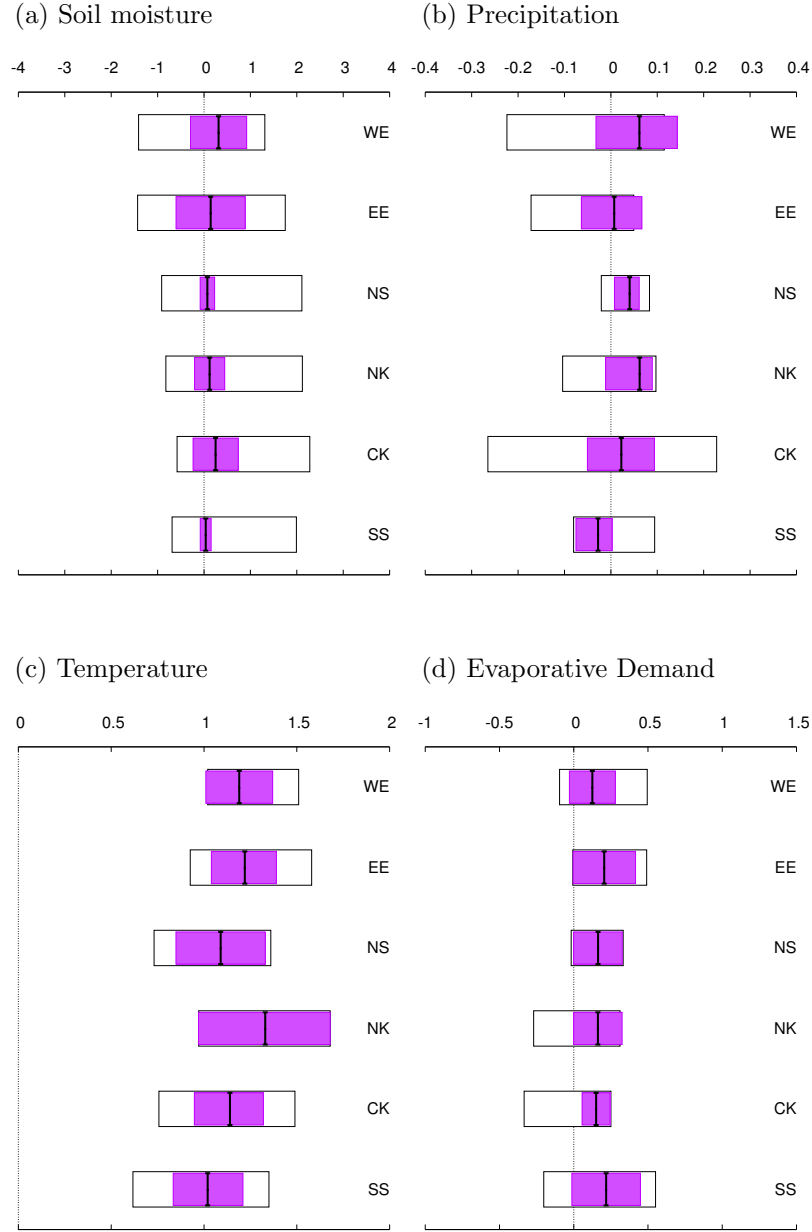 (a) Soil moisture
-4 -3 -2 -1 0 1 2 3 4
WE
EE
NS
NK
CK
SS
(b) Precipitation
-0.4 -0.3 -0.2 -0.1 0 0.1 0.2 0.3 0.4
WE
EE
NS
NK
CK
SS
(c) Temperature
0 0.5 1 1.5 2
WE
EE
NS
NK
CK
SS
(d) Evaporative Demand
-1 -0.5 0 0.5 1 1.5
WE
EE
NS
NK
CK
SS